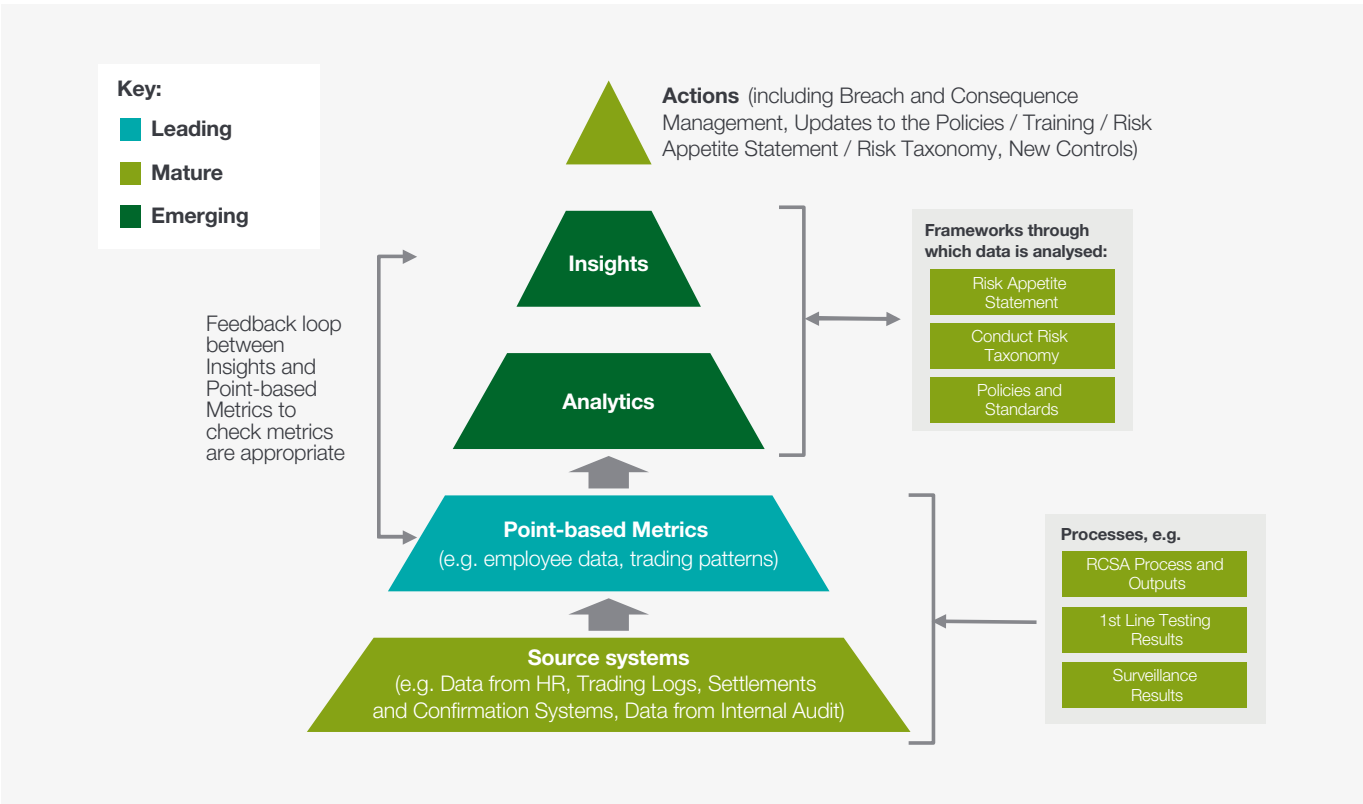 Key:
Leading
Mature
Emerging
Actions (including Breach and Consequence
Management, Updates to the Policies / Training / Risk
Appetite Statement / Risk Taxonomy, New Controls)
Insights
Analytics
Frameworks through
which data is analysed:
Risk Appetite
Statement
Conduct Risk
Taxonomy
Policies and
Standards
Feedback loop
between
Insights and
Point-based
Metrics to
check metrics
are appropriate
Point-based Metrics
(e.g. employee data, trading patterns)
Source systems
(e.g. Data from HR, Trading Logs, Settlements
and Confirmation Systems, Data from Internal Audit)
Processes, e.g.
RCSA Process and
Outputs
1st Line Testing
Results
Surveillance
Results